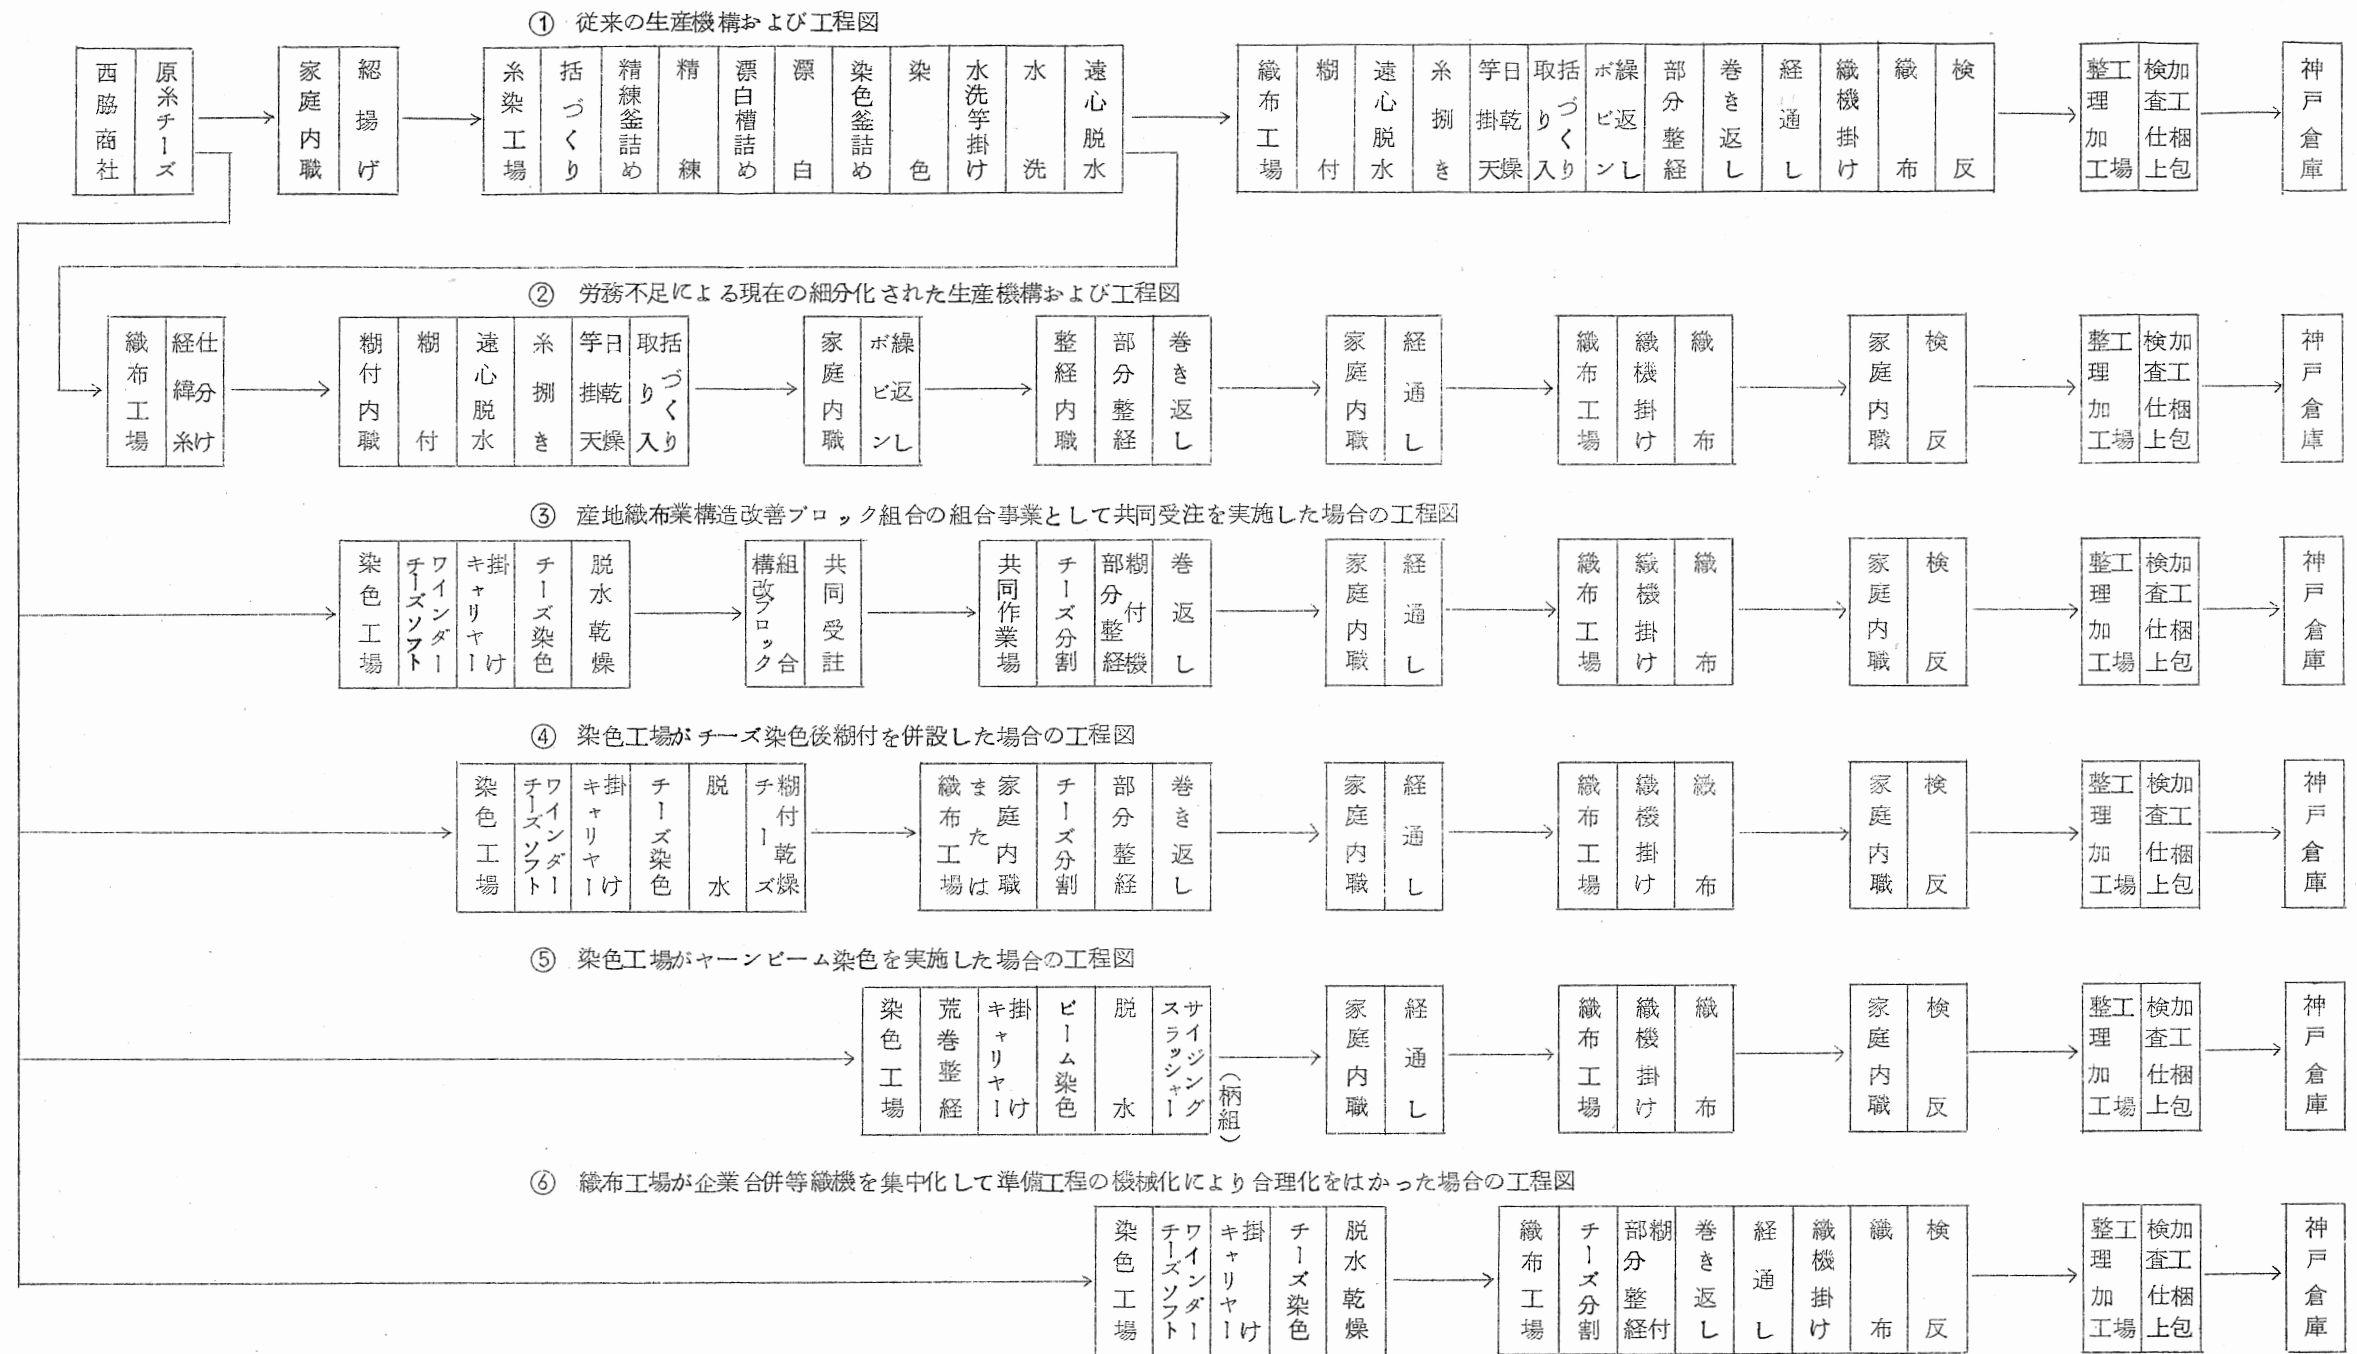 ① 従来の生産機構および工程図
西脇商社
原糸チーズ
家庭内職
綛揚げ
糸染工場
括づくり
精練釜詰め
精練
漂白槽詰め
漂白
染色釜詰め
染色
水洗竿掛け
水洗
遠心脱水
織布工場
糊付
遠心脱水
糸捌き
竿掛天
日乾燥
取り入
括づくり
ボビン
繰返し
部分整経
巻き返し
経通し
織機掛け
織布
検反
整理加工
工場
検査仕上
加工梱包
神戸倉庫
② 労務不足による現在の細分化された生産機構および工程図
織布工場
経緯糸
仕分け
糊付内職
糊付
遠心脱水
糸捌き
竿掛天
日乾燥
取り入
括づくり
家庭内職
ボビン
繰返し
整経内職
部分整経
巻き返し
家庭内職
経通し
織布工場
織機掛け
織布
家庭内職
検反
整理加工
工場
検査仕上
加工梱包
神戸倉庫
③ 産地織布業構造改善ブロック組合の組合事業として共同受注を実施した場合の工程図
染色工場
チーズソフト
ワインダー
キャリヤー
掛け
チーズ染色
脱水乾燥
構改ブロック
組合
共同受註
共同作業場
チーズ分割
部分整経
糊付機
巻返し
家庭内職
経通し
織布工場
織機掛け
織布
家庭内職
検反
整理加工
工場
検査仕上
加工梱包
神戸倉庫
④ 染色工場がチーズ染色後糊付を併設した場合の工程図
染色工場
チーズソフト
ワインダー
キャリヤー
掛け
チーズ染色
脱水
チーズ
糊付乾燥
織布工場
または
家庭内職
チーズ分割
部分整経
巻き返し
家庭内職
経通し
織布工場
織機掛け
織布
家庭内職
検反
整理加工
工場
検査仕上
加工梱包
神戸倉庫
⑤ 染色工場がヤーンビーム染色を実施した場合の工程図
染色工場
荒巻整経
キャリヤー
掛け
ビーム染色
脱水
スラッシャー
サイジング
（柄組）
家庭内職
経通し
織布工場
織機掛け
織布
家庭内職
検反
整理加工
工場
検査仕上
加工梱包
神戸倉庫
⑥ 織布工場が企業合併等織機を集中化して準備工程の機械化により合理化をはかった場合の工程図
染色工場
チーズソフト
ワインダー
キャリヤー
掛け
チーズ染色
脱水乾燥
織布工場
チーズ分割
部分整経
糊付
巻き返し
経通し
織機掛け
織布
検反
整理加工
工場
検査仕上
加工梱包
神戸倉庫